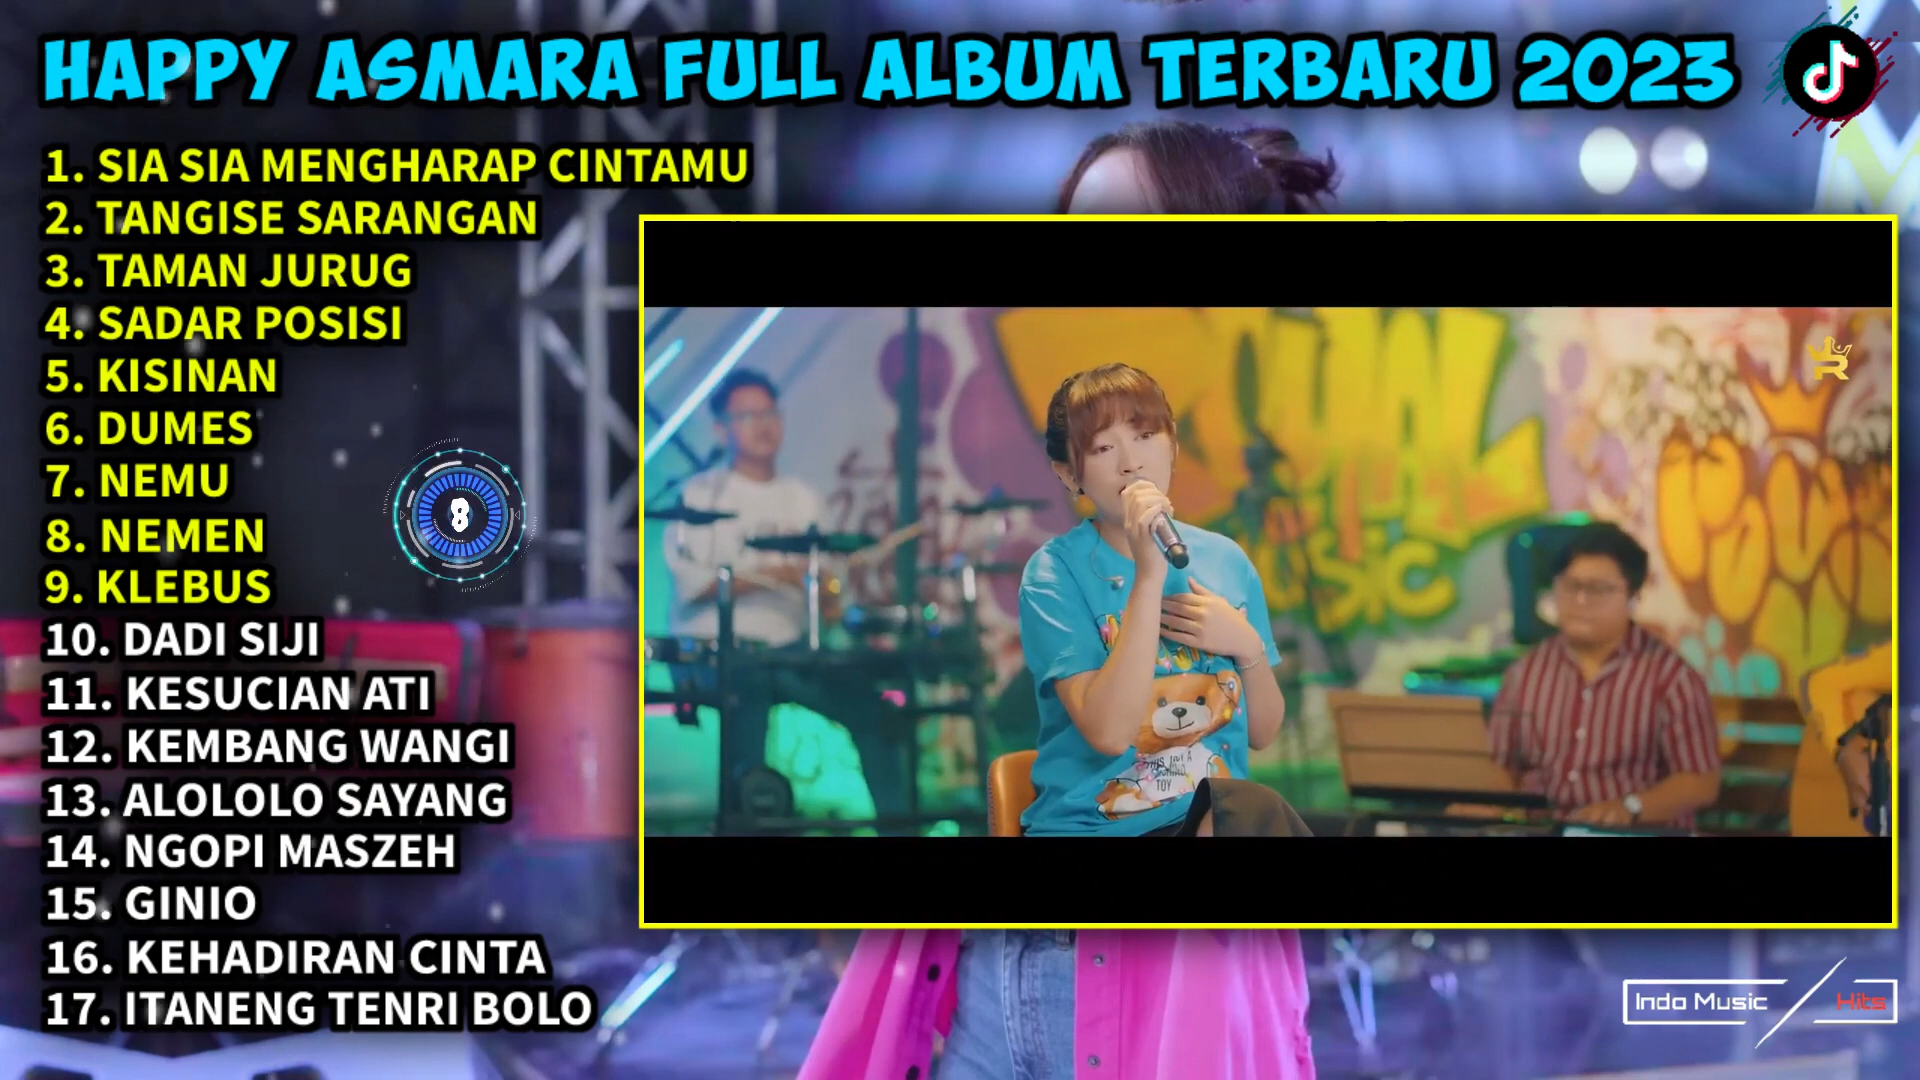 HAPPY ASMARA FULL ALBUM TERBARU 2023
1. SIA SIA MENGHARAP CINTAMU
2. TANGISE SARANGAN
3. TAMAN JURUG
4. SADAR POSISI
5. KISINAN
6. DUMES
7. NEMU
8. NEMEN
9. KLEBUS
10. DADI SIJI
11. KESUCIAN ATI
12. KEMBANG WANGI
13. ALOLOLO SAYANG
14. NGOPI MASZEH
15. GINIO
16. KEHADIRAN CINTA
17. ITANENG TENRI BOLO
8
R
MUSIC
TOY
Indo Music Hits